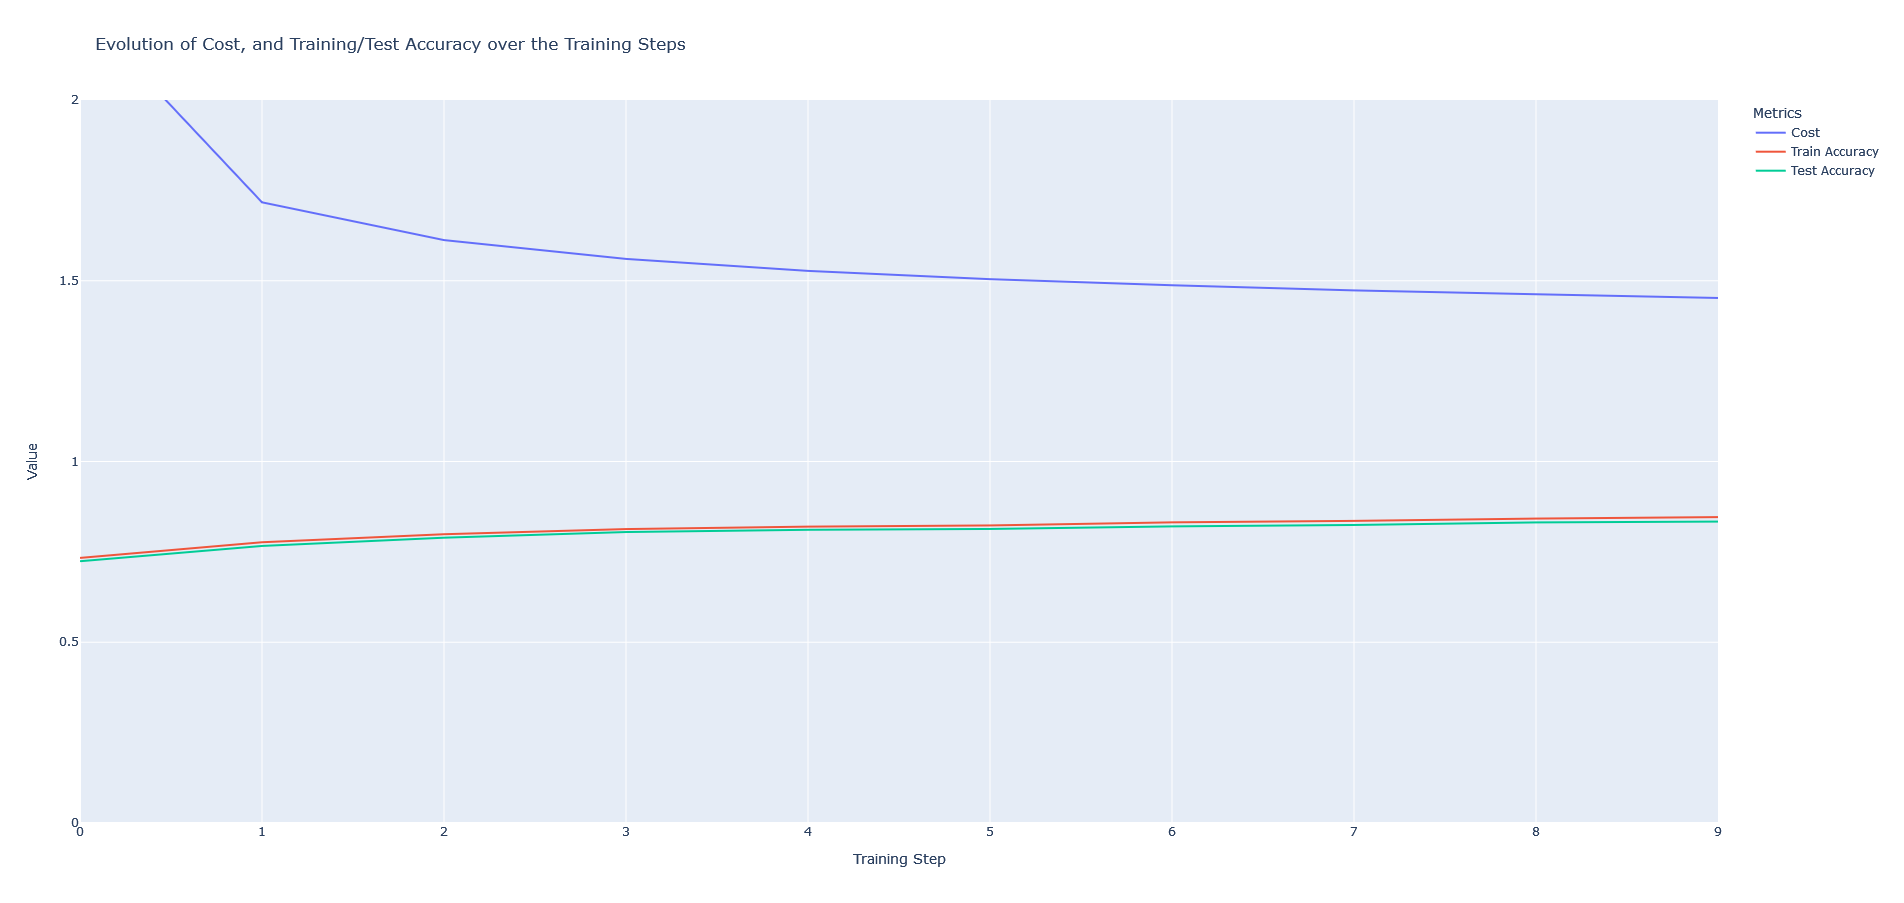 Evolution of Cost, and Training/Test Accuracy over the Training Steps
Metrics
Cost
Train Accuracy
Test Accuracy
Value
2
1.5
1
0.5
0
0 1 2 3 4 5 6 7 8 9
Training Step